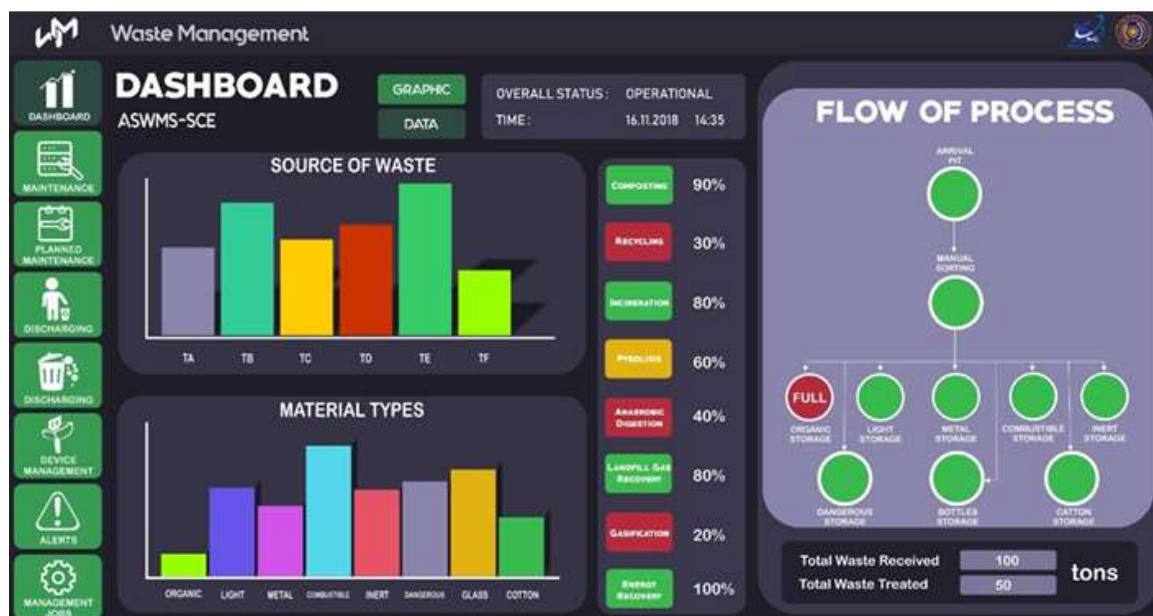 Waste Management
DASHBOARD
MAINTENANCE
PLANNED
MAINTENANCE
DISCHARGING
DISCHARGING
DEVICE
MANAGEMENT
ALERTS
MANAGEMENT
JOBS
DASHBOARD
ASWMS-SCE
GRAPHIC
DATA
OVERALL STATUS: OPERATIONAL
TIME: 16.11.2018 14:35
SOURCE OF WASTE
TA TB TC TD TE TF
MATERIAL TYPES
ORGANIC LIGHT METAL COMBUSTIBLE INERT DANGEROUS GLASS COTTON
COMPOSTING 90%
RECYCLING 30%
INCINERATION 80%
60%
ANAEROBIC
DIGESTION 40%
LANDFILL GAS
RECOVERY 80%
GASIFICATION 20%
ENERGY
RECOVERY 100%
FLOW OF PROCESS
ARRIVAL
PIT
MANUAL
SORTING
FULL
ORGANIC
STORAGE
LIGHT
STORAGE
METAL
STORAGE
COMBUSTIBLE
STORAGE
INERT
STORAGE
DANGEROUS
STORAGE
BOTTLES
STORAGE
CATTON
STORAGE
Total Waste Received 100
Total Waste Treated 50
tons